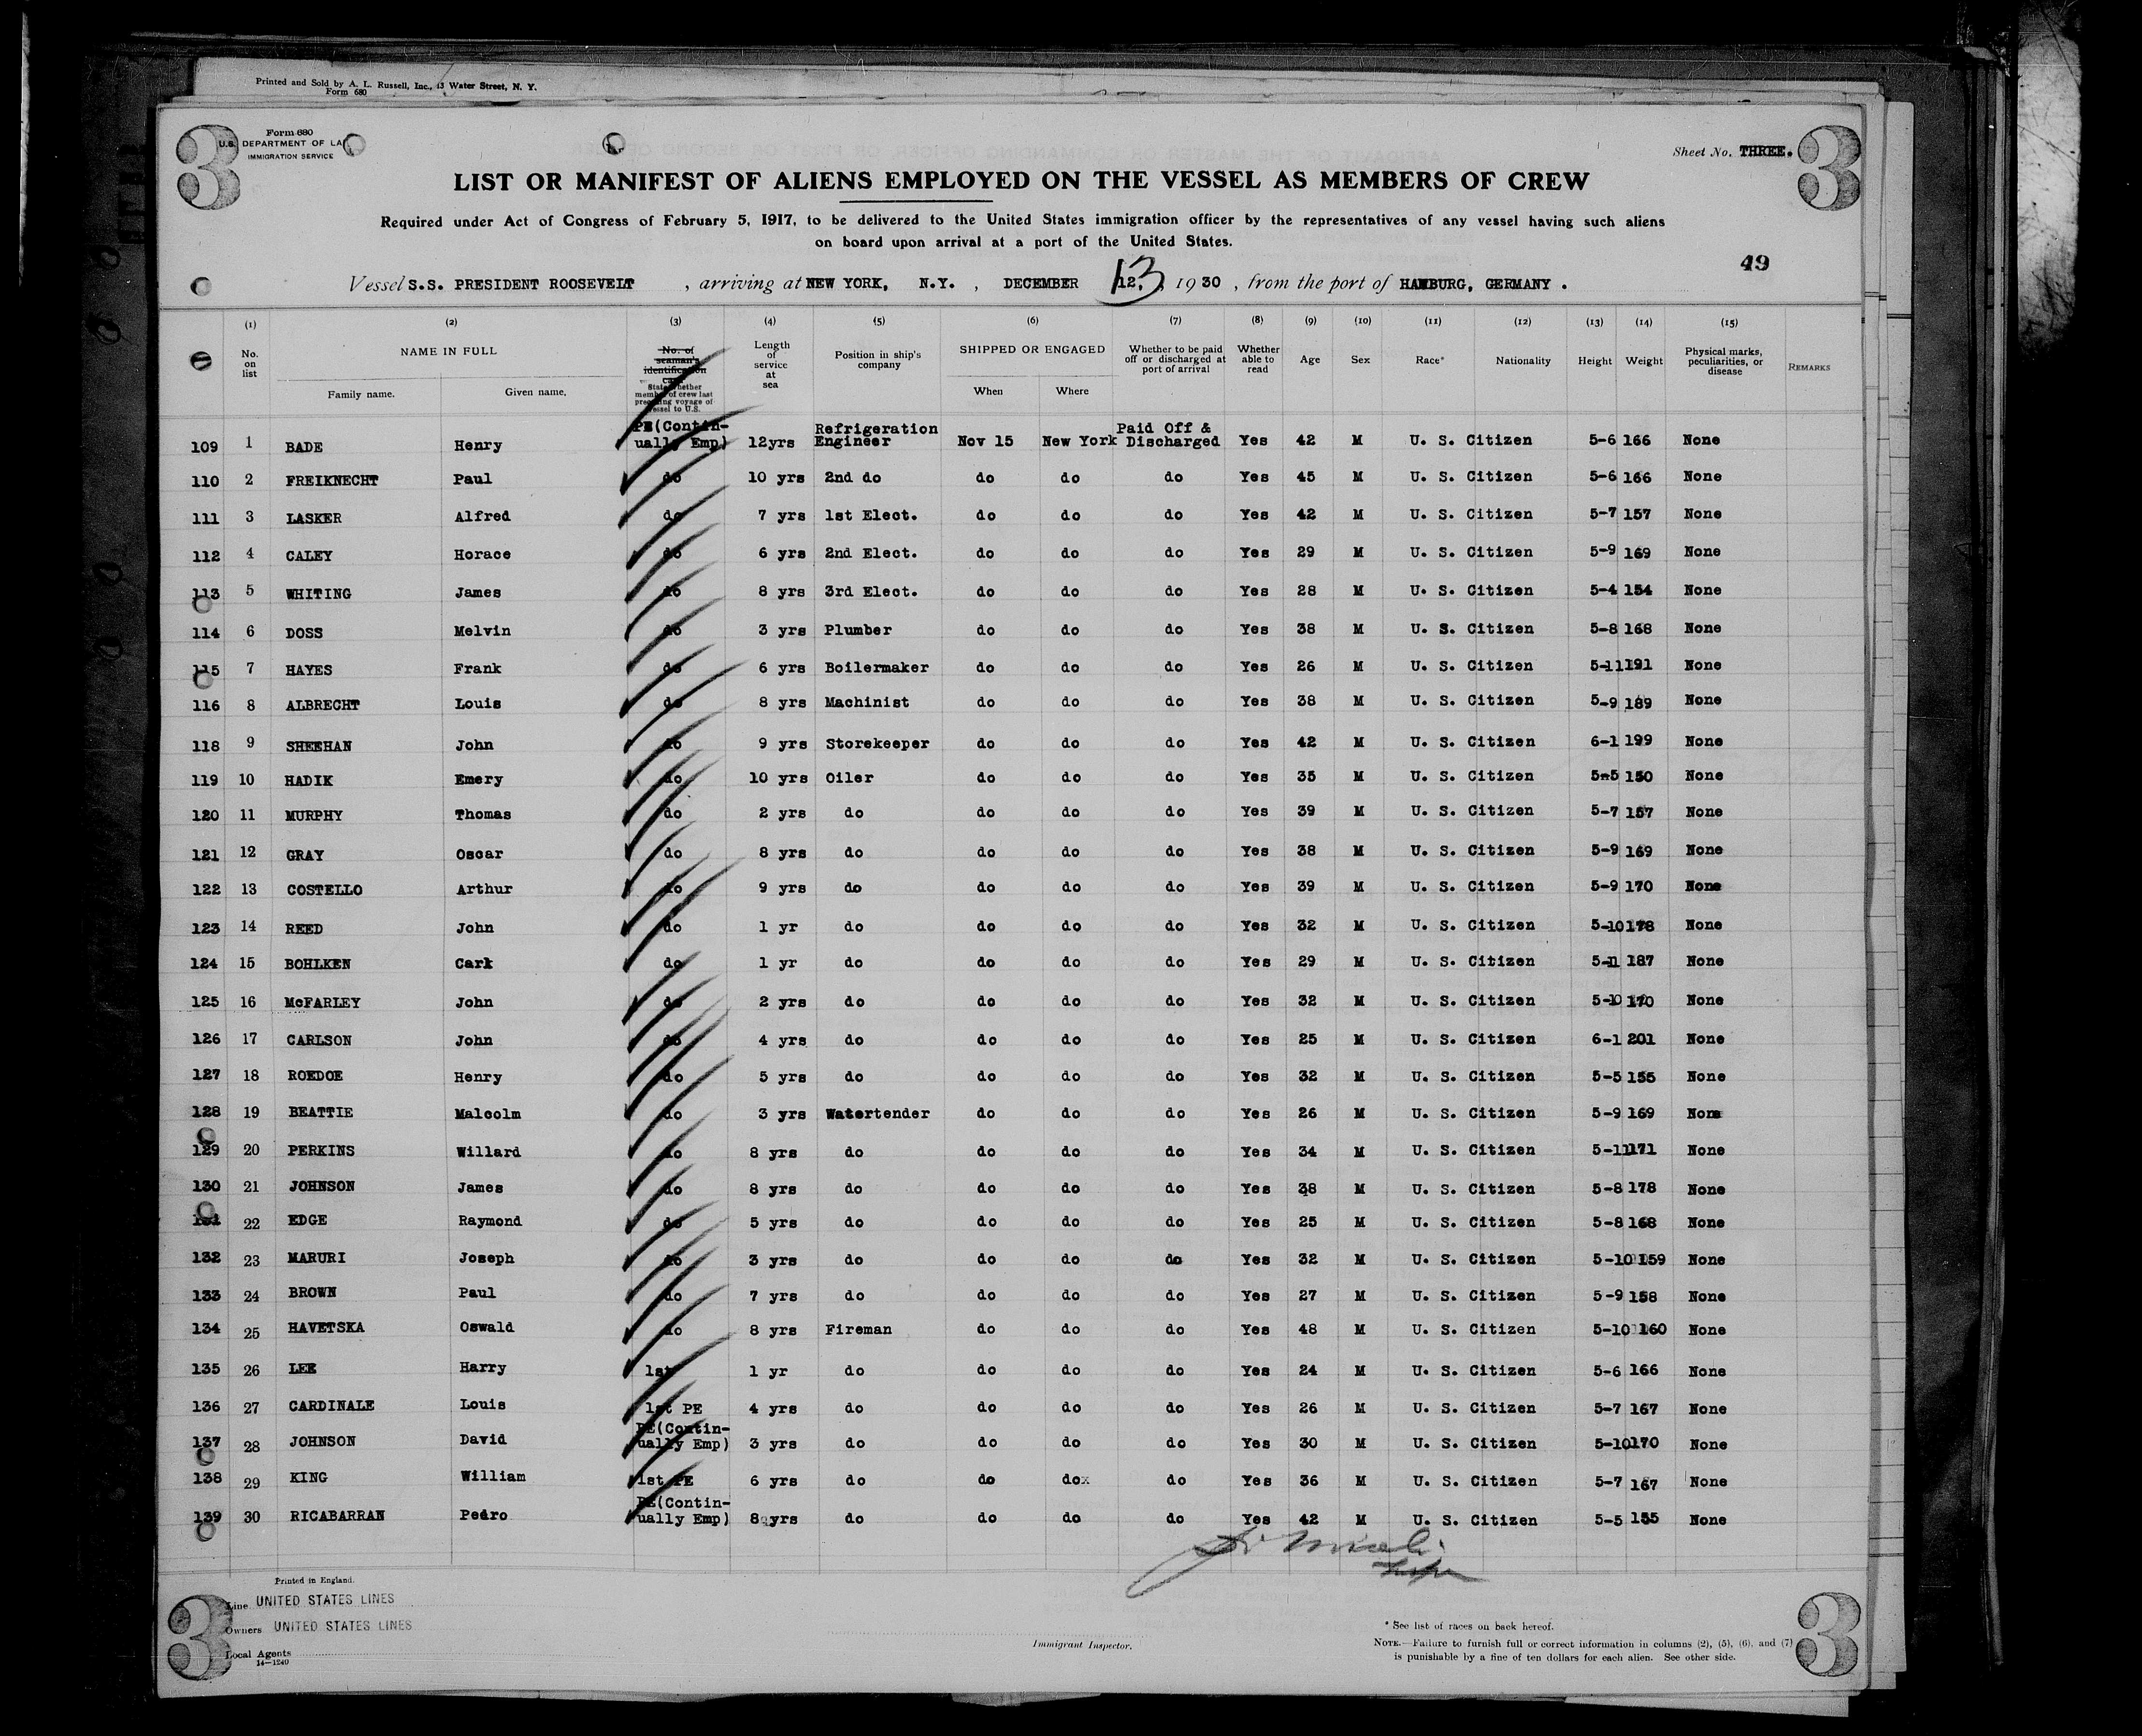 Printed and Sold by A. L. Russell, Inc., 13 Water Street, N. Y.
Form 680
3 3
Form 680
U.S. DEPARTMENT OF LA
IMMIGRATION SERVICE
Sheet No. THREE.
LIST OR MANIFEST OF ALIENS EMPLOYED ON THE VESSEL AS MEMBERS OF CREW
Required under Act of Congress of February 5, 1917, to be delivered to the United States immigration officer by the representatives of any vessel having such aliens
on board upon arrival at a port of the United States.
49
Vessel S.S. PRESIDENT ROOSEVELT , arriving at NEW YORK, N.Y. , DECEMBER 13, 1930 , from the port of HAMBURG, GERMANY .
(1) (2) (3) (4) (5) (6) (7) (8) (9) (10) (11) (12) (13) (14) (15)
No. on list NAME IN FULL Family name. Given name. No. of seaman's identification card State whether member of crew last preceding voyage of vessel to U.S. Length of service at sea Position in ship's company SHIPPED OR ENGAGED When Where Whether to be paid off or discharged at port of arrival Whether able to read Age Sex Race* Nationality Height Weight Physical marks, peculiarities, or disease REMARKS
109 1 BADE Henry PE(Contin- ually Emp) 12yrs Refrigeration Engineer Nov 15 New York Paid Off & Discharged Yes 42 M U. S. Citizen 5-6 166 None
110 2 FREIKNECHT Paul do 10 yrs 2nd do do do do Yes 45 M U. S. Citizen 5-6 166 None
111 3 LASKER Alfred do 7 yrs 1st Elect. do do do Yes 42 M U. S. Citizen 5-7 157 None
112 4 CALEY Horace do 6 yrs 2nd Elect. do do do Yes 29 M U. S. Citizen 5-9 169 None
113 5 WHITING James do 8 yrs 3rd Elect. do do do Yes 28 M U. S. Citizen 5-4 154 None
114 6 DOSS Melvin do 3 yrs Plumber do do do Yes 38 M U. S. Citizen 5-8 168 None
115 7 HAYES Frank do 6 yrs Boilermaker do do do Yes 26 M U. S. Citizen 5-11 191 None
116 8 ALBRECHT Louis do 8 yrs Machinist do do do Yes 38 M U. S. Citizen 5-9 189 None
118 9 SHEEHAN John do 9 yrs Storekeeper do do do Yes 42 M U. S. Citizen 6-1 199 None
119 10 HADIK Emery do 10 yrs Oiler do do do Yes 35 M U. S. Citizen 5-5 150 None
120 11 MURPHY Thomas do 2 yrs do do do do Yes 39 M U. S. Citizen 5-7 157 None
121 12 GRAY Oscar do 8 yrs do do do do Yes 38 M U. S. Citizen 5-9 169 None
122 13 COSTELLO Arthur do 9 yrs do do do do Yes 39 M U. S. Citizen 5-9 170 None
123 14 REED John do 1 yr do do do do Yes 32 M U. S. Citizen 5-10 178 None
124 15 BOHLKEN Cark do 1 yr do do do do Yes 29 M U. S. Citizen 5-11 187 None
125 16 McFARLEY John do 2 yrs do do do do Yes 32 M U. S. Citizen 5-10 170 None
126 17 CARLSON John do 4 yrs do do do do Yes 25 M U. S. Citizen 6-1 201 None
127 18 ROEDOE Henry do 5 yrs do do do do Yes 32 M U. S. Citizen 5-5 155 None
128 19 BEATTIE Malcolm do 3 yrs Watertender do do do Yes 26 M U. S. Citizen 5-9 169 None
129 20 PERKINS Willard do 8 yrs do do do do Yes 34 M U. S. Citizen 5-11 171 None
130 21 JOHNSON James do 8 yrs do do do do Yes 38 M U. S. Citizen 5-8 178 None
131 22 EDGE Raymond do 5 yrs do do do do Yes 25 M U. S. Citizen 5-8 168 None
132 23 MARURI Joseph do 3 yrs do do do do Yes 32 M U. S. Citizen 5-10 159 None
133 24 BROWN Paul do 7 yrs do do do do Yes 27 M U. S. Citizen 5-9 158 None
134 25 HAVETSKA Oswald do 8 yrs Fireman do do do Yes 48 M U. S. Citizen 5-10 160 None
135 26 LEE Harry 1st 1 yr do do do do Yes 24 M U. S. Citizen 5-6 166 None
136 27 CARDINALE Louis 1st PE 4 yrs do do do do Yes 26 M U. S. Citizen 5-7 167 None
137 28 JOHNSON David PE(Contin- ually Emp) 3 yrs do do do do Yes 30 M U. S. Citizen 5-10 170 None
138 29 KING William 1st PE 6 yrs do do dox do Yes 36 M U. S. Citizen 5-7 167 None
139 30 RICABARRAN Pedro PE(Contin- ually Emp) 8 yrs do do do do Yes 42 M U. S. Citizen 5-5 155 None
Printed in England.
Line UNITED STATES LINES
Owners UNITED STATES LINES
Local Agents
14—1240
Immigrant Inspector.
* See list of races on back hereof.
NOTE.—Failure to furnish full or correct information in columns (2), (5), (6), and (7)
is punishable by a fine of ten dollars for each alien. See other side.
3 3